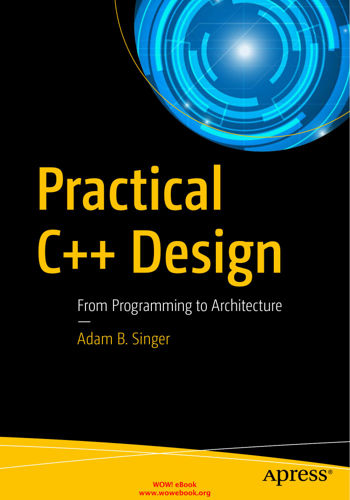 Practical
C++ Design
From Programming to Architecture
Adam B. Singer
Apress®
WOW! eBook
www.wowebook.org